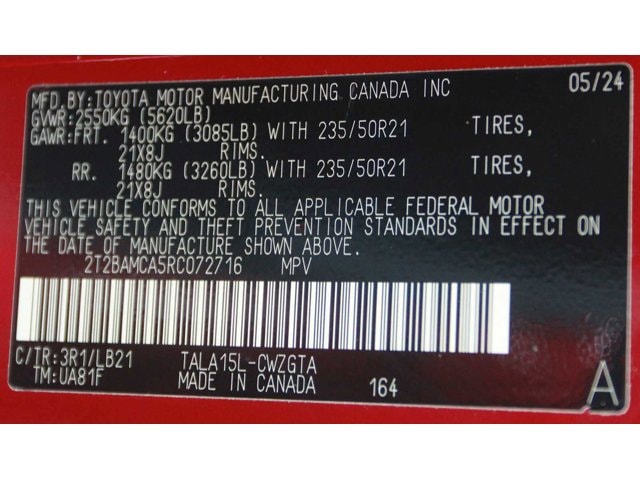 MFD.BY:TOYOTA MOTOR MANUFACTURING CANADA INC 05/24
GVWR:2550KG (5620LB)
GAWR:FRT. 1400KG (3085LB) WITH 235/50R21 TIRES,
21X8J RIMS.
RR. 1480KG (3260LB) WITH 235/50R21 TIRES,
21X8J RIMS.
THIS VEHICLE CONFORMS TO ALL APPLICABLE FEDERAL MOTOR
VEHICLE SAFETY AND THEFT PREVENTION STANDARDS IN EFFECT ON
THE DATE OF MANUFACTURE SHOWN ABOVE.
2T2BAMCA5RC072716 MPV
C/TR:3R1/LB21 TALA15L-CWZGTA
TM:UA81F MADE IN CANADA 164 A